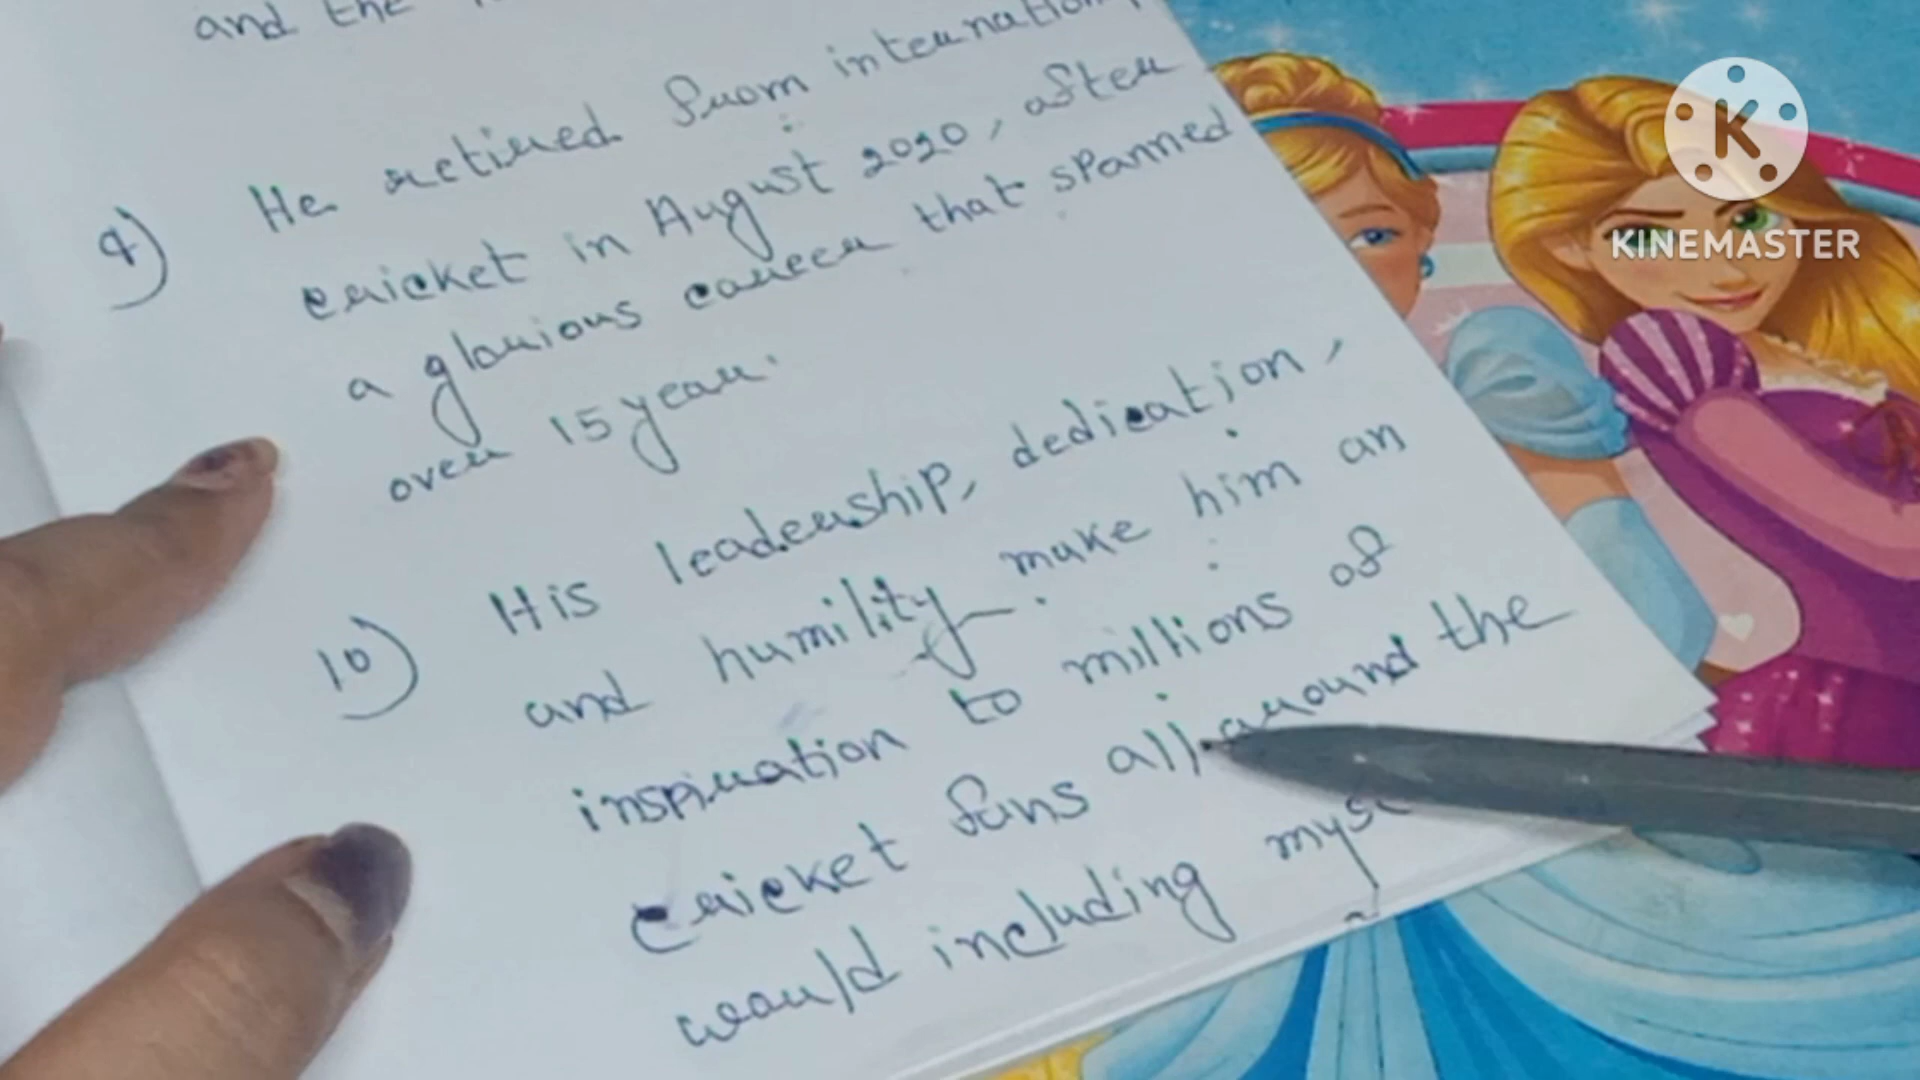 and the
He retired from internation
9) cricket in August 2020, after
a glorious career that spanned
over 15 year.
His leadership, dedication,
10) and humility make him an
inspiration to millions of
cricket fans all around the
world including myse
KINEMASTER